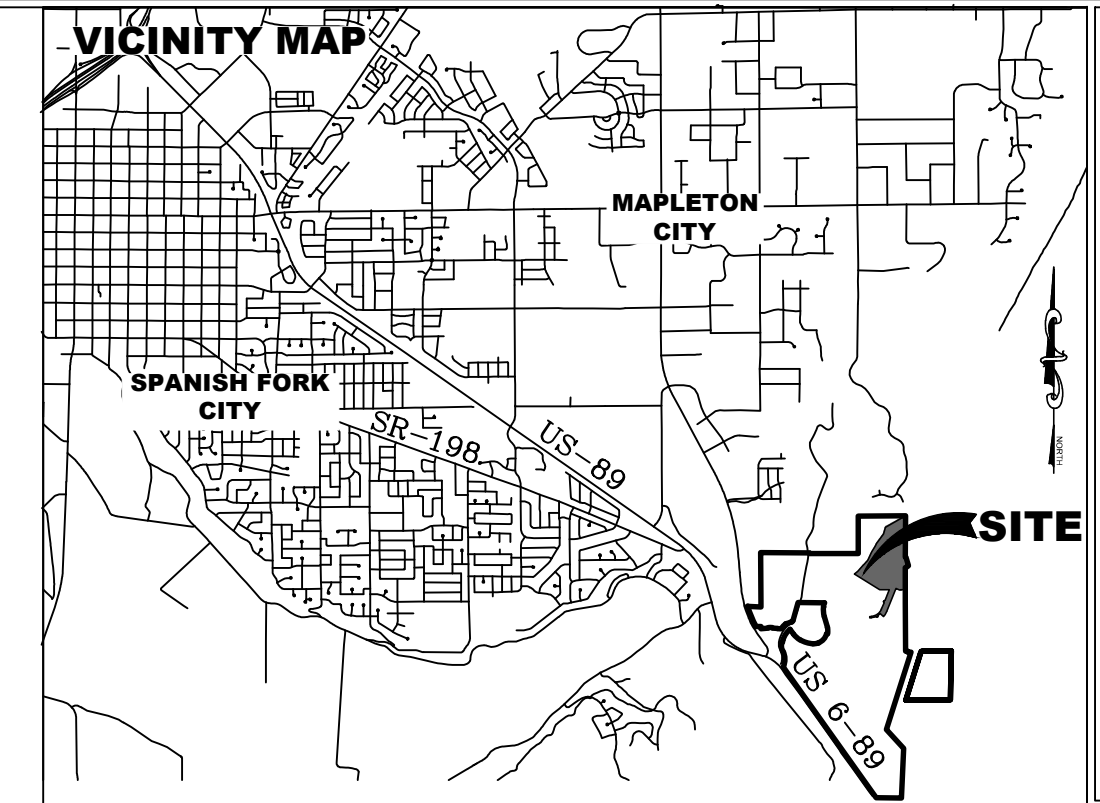 VICINITY MAP
MAPLETON
CITY
SPANISH FORK
CITY
SR-198
US-89
NORTH
SITE
US 6-89